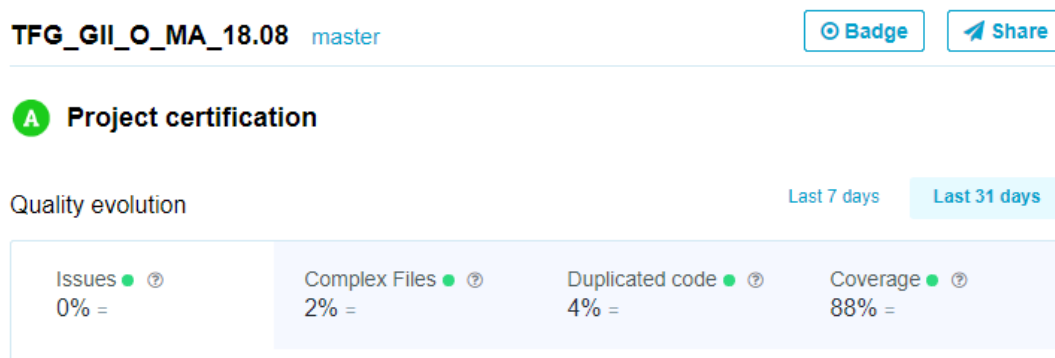 TFG_GII_O_MA_18.08 master Badge Share
A Project certification
Quality evolution Last 7 days Last 31 days
Issues ? Complex Files ? Duplicated code ? Coverage ?
0% = 2% = 4% = 88% =